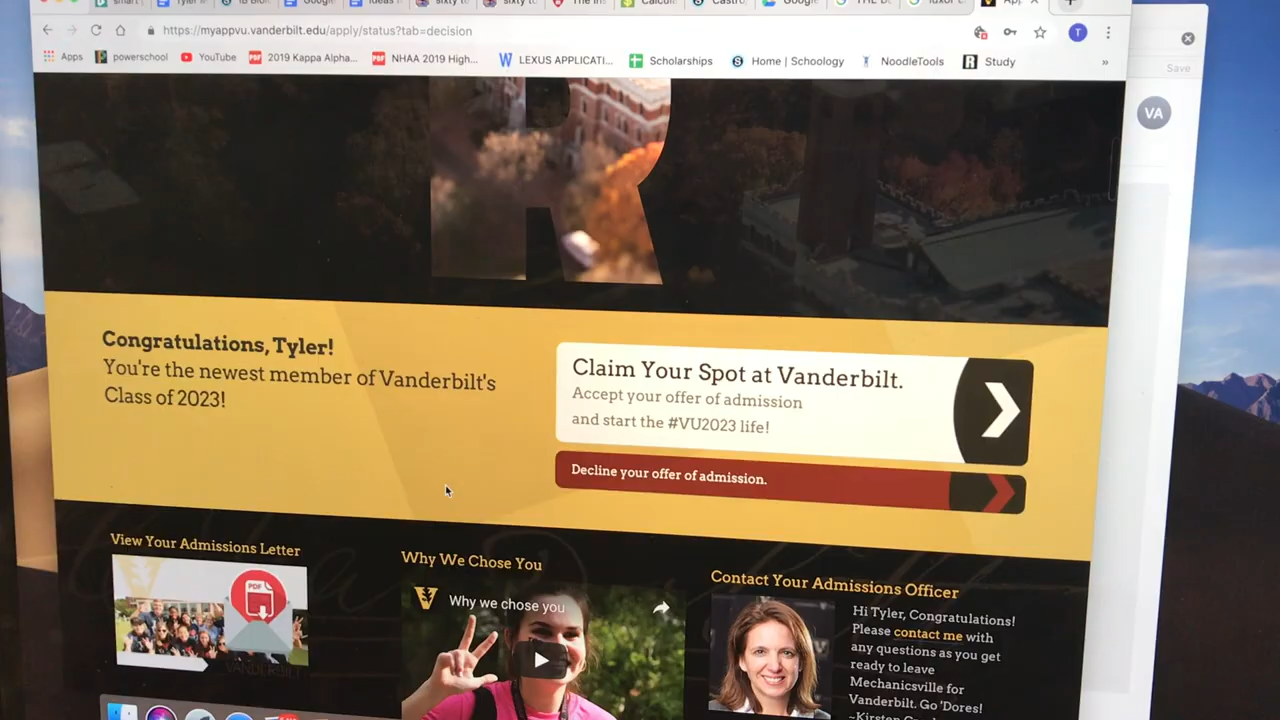 https://myappvu.vanderbilt.edu/apply/status?tab=decision
T
Apps powerschool YouTube 2019 Kappa Alpha... NHAA 2019 High... LEXUS APPLICATI... Scholarships Home | Schoology NoodleTools Study »
Save
VA
R
Congratulations, Tyler!
You're the newest member of Vanderbilt's
Class of 2023!
Claim Your Spot at Vanderbilt.
Accept your offer of admission
and start the #VU2023 life!
Decline your offer of admission.
View Your Admissions Letter
PDF
VANDERBILT
Why We Chose You
Why we chose you
Contact Your Admissions Officer
Hi Tyler, Congratulations!
Please contact me with
any questions as you get
ready to leave
Mechanicsville for
Vanderbilt. Go 'Dores!
~Kirsten